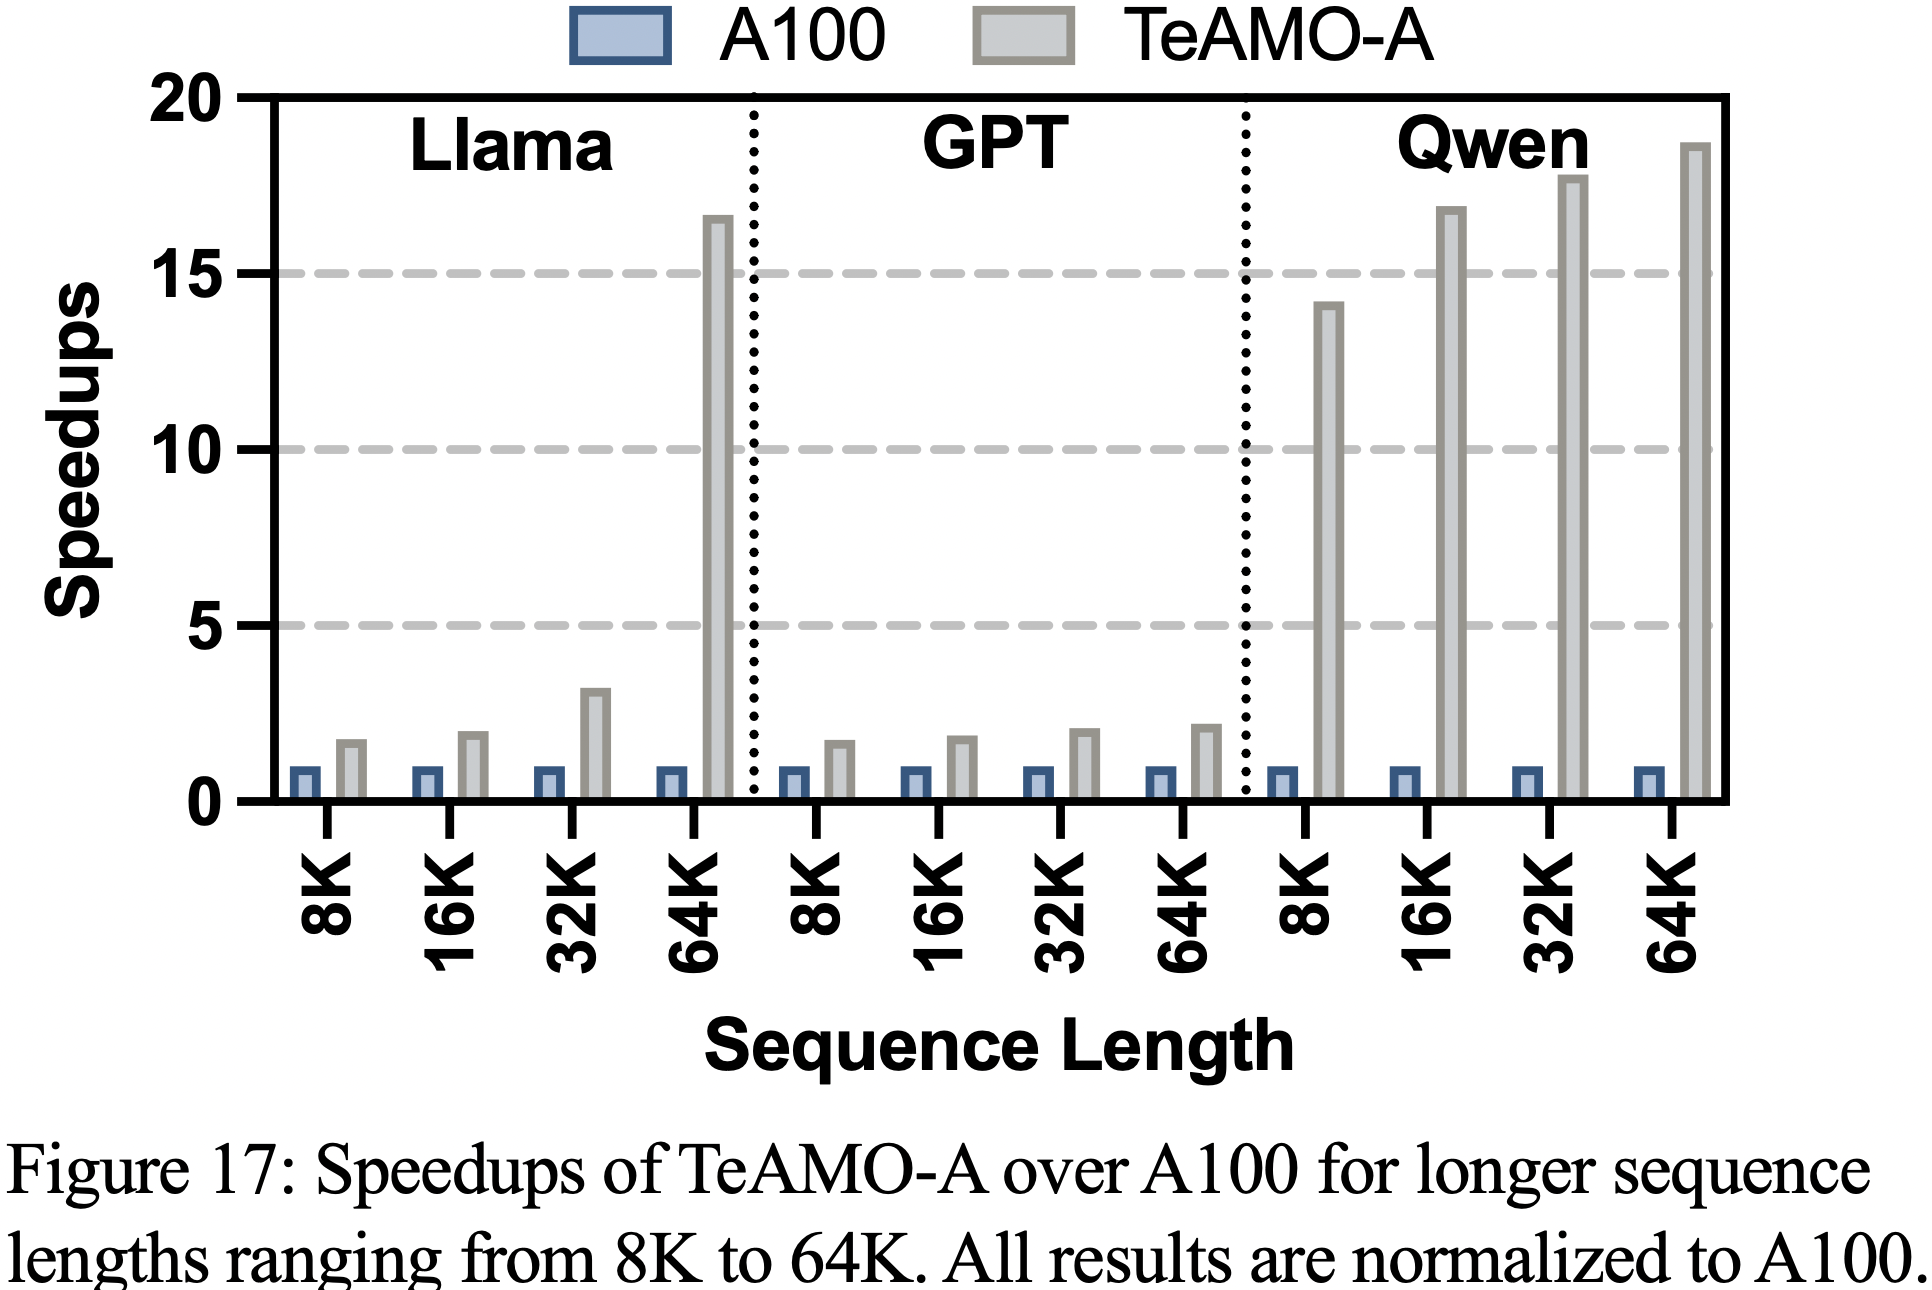 A100 TeAMO-A
20
Llama GPT Qwen
15
10
5
0
Speedups
8K 16K 32K 64K 8K 16K 32K 64K 8K 16K 32K 64K
Sequence Length
Figure 17: Speedups of TeAMO-A over A100 for longer sequence
lengths ranging from 8K to 64K. All results are normalized to A100.